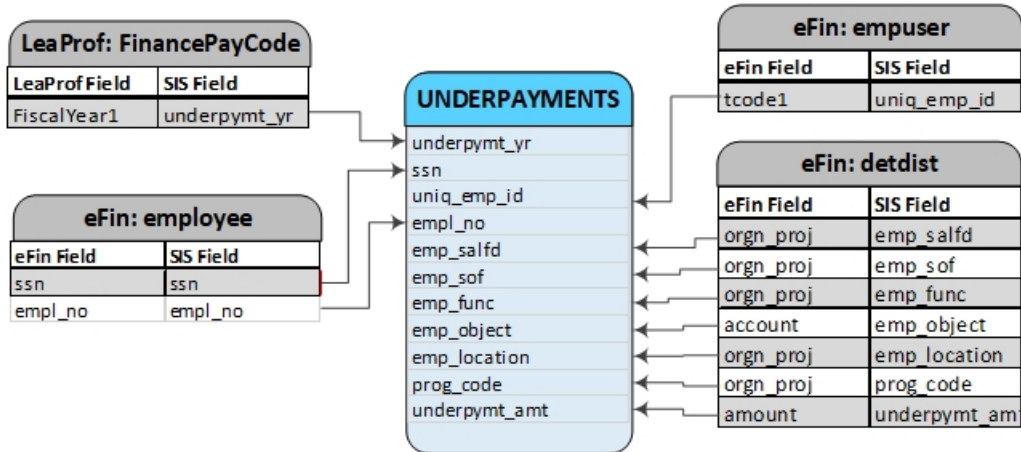 LeaProf: FinancePayCode
LeaProf Field SIS Field
FiscalYear1 underpymt_yr
eFin: employee
eFin Field SIS Field
ssn ssn
empl_no empl_no
UNDERPAYMENTS
underpymt_yr
ssn
uniq_emp_id
empl_no
emp_salfd
emp_sof
emp_func
emp_object
emp_location
prog_code
underpymt_amt
eFin: empuser
eFin Field SIS Field
tcode1 uniq_emp_id
eFin: detdist
eFin Field SIS Field
orgn_proj emp_salfd
orgn_proj emp_sof
orgn_proj emp_func
account emp_object
orgn_proj emp_location
orgn_proj prog_code
amount underpymt_amt